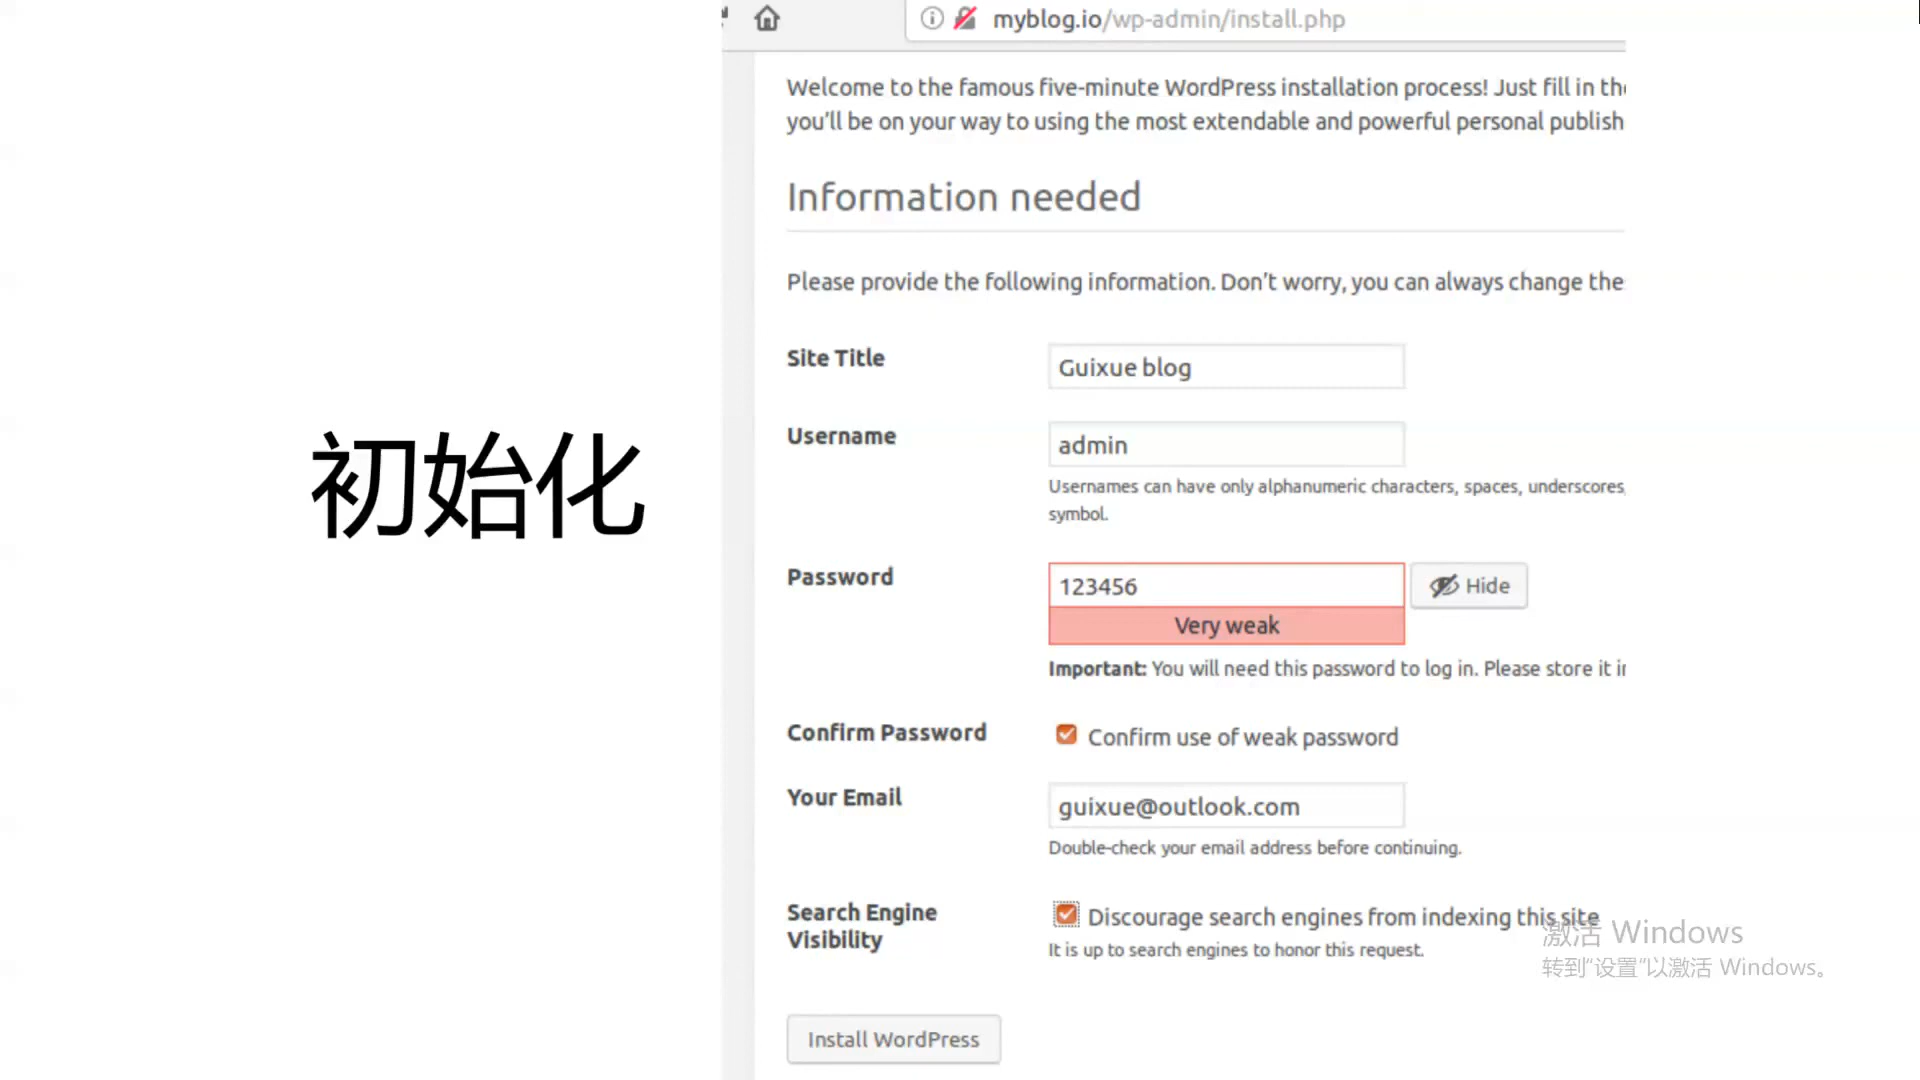 myblog.io/wp-admin/install.php
Welcome to the famous five-minute WordPress installation process! Just fill in the
you'll be on your way to using the most extendable and powerful personal publish
Information needed
Please provide the following information. Don't worry, you can always change the
Site Title
Guixue blog
Username
admin
Usernames can have only alphanumeric characters, spaces, underscores,
symbol.
Password
123456
Hide
Very weak
Important: You will need this password to log in. Please store it
Confirm Password
Confirm use of weak password
Your Email
guixue@outlook.com
Double-check your email address before continuing.
Search Engine
Visibility
Discourage search engines from indexing this site
It is up to search engines to honor this request.
Install WordPress
初始化
激活 Windows
转到“设置”以激活 Windows。